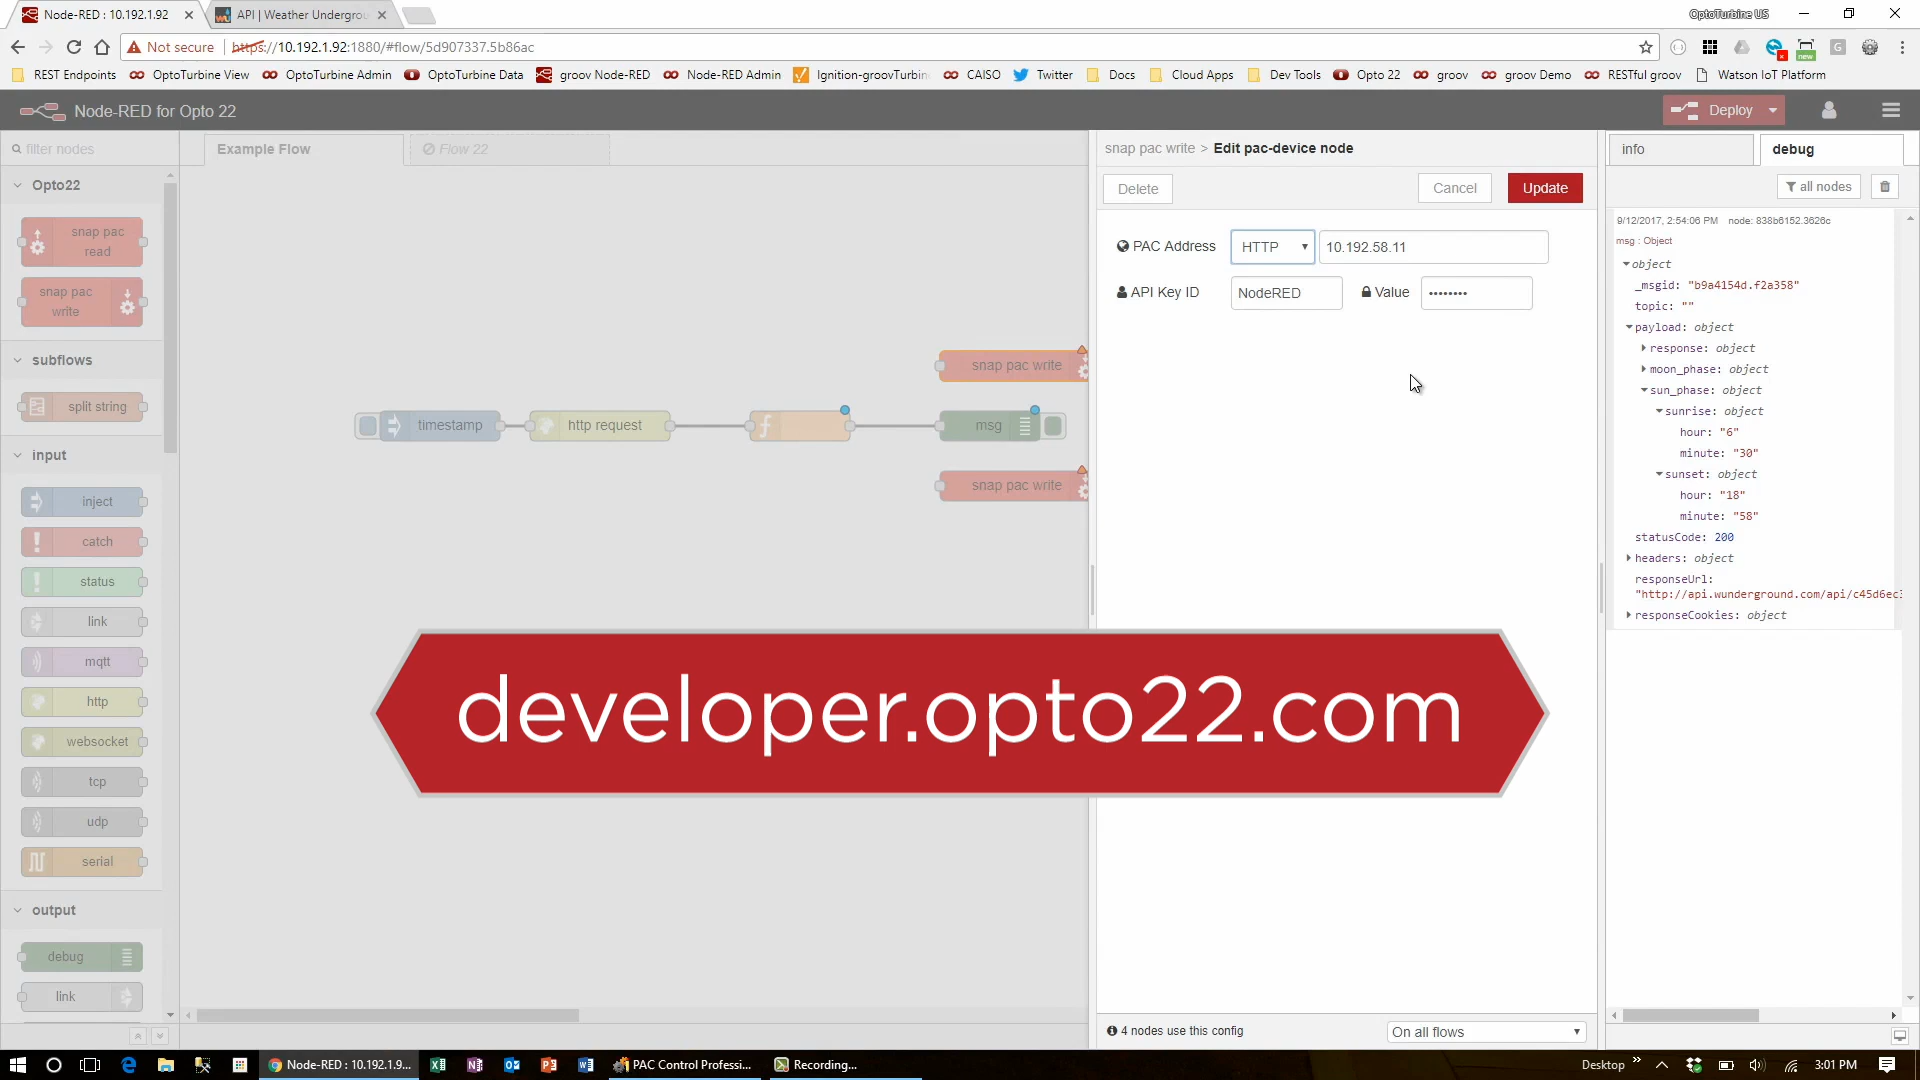 Node-RED : 10.192.1.92
API | Weather Undergrou
OptoTurbine US
Not secure
https://10.192.1.92:1880/#flow/5d907337.5b86ac
REST Endpoints
OptoTurbine View
OptoTurbine Admin
OptoTurbine Data
groov Node-RED
Node-RED Admin
Ignition-groovTurbin
CAISO
Twitter
Docs
Cloud Apps
Dev Tools
Opto 22
groov
groov Demo
RESTful groov
Watson IoT Platform
Node-RED for Opto 22
Deploy
filter nodes
Example Flow
Flow 22
snap pac write > Edit pac-device node
info
debug
Delete
Cancel
Update
all nodes
Opto22
snap pac
read
snap pac
write
subflows
split string
input
inject
catch
status
link
mqtt
http
websocket
tcp
udp
serial
output
debug
link
timestamp
http request
f
snap pac write
msg
snap pac write
PAC Address
HTTP
10.192.58.11
API Key ID
NodeRED
Value
••••••••
9/12/2017, 2:54:06 PM node: 838b6152.3626c
msg : Object
object
_msgid: "b9a4154d.f2a358"
topic: ""
payload: object
response: object
moon_phase: object
sun_phase: object
sunrise: object
hour: "6"
minute: "30"
sunset: object
hour: "18"
minute: "58"
statusCode: 200
headers: object
responseUrl:
"http://api.wunderground.com/api/c45d6ec3
responseCookies: object
developer.opto22.com
4 nodes use this config
On all flows
Node-RED : 10.192.1.9...
PAC Control Professi...
Recording...
Desktop
3:01 PM